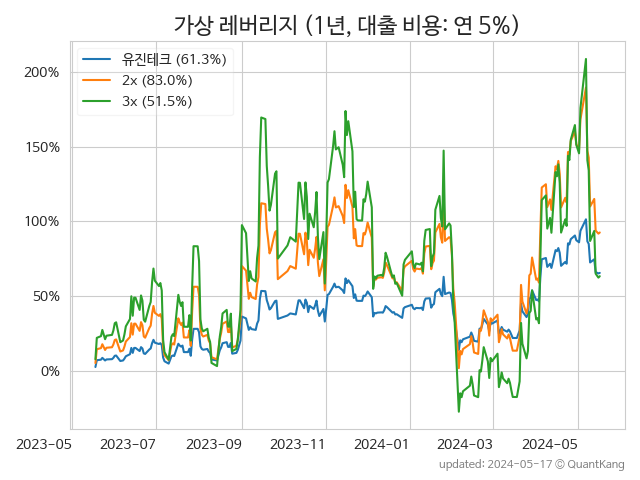 가상 레버리지 (1년, 대출 비용: 연 5%)
유진테크 (61.3%)
2x (83.0%)
3x (51.5%)
200%
150%
100%
50%
0%
2023-05 2023-07 2023-09 2023-11 2024-01 2024-03 2024-05
updated: 2024-05-17 © QuantKang